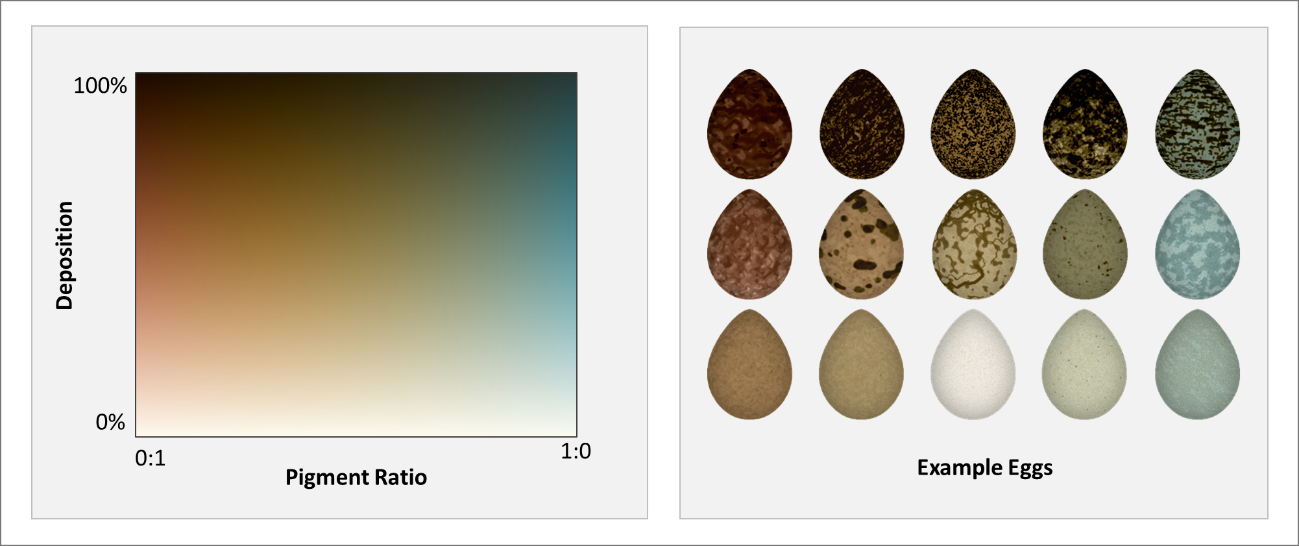 100%
Deposition
0%
0:1
1:0
Pigment Ratio
Example Eggs